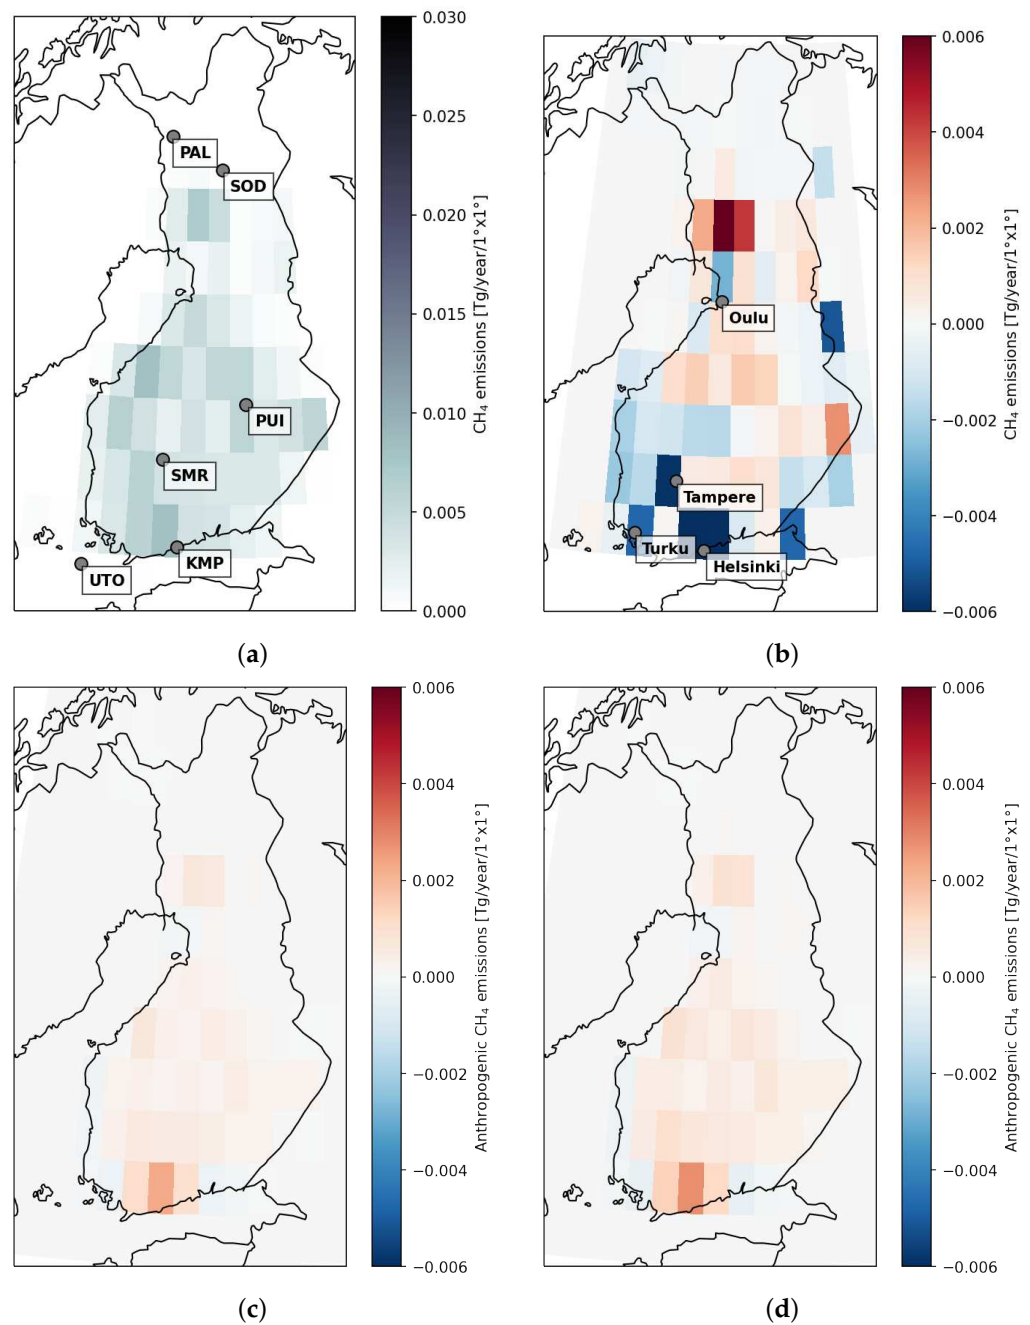 PAL
SOD
PUI
SMR
KMP
UTO
0.030
0.025
0.020
0.015
0.010
0.005
0.000
CH₄ emissions [Tg/year/1°x1°]
(a)
Oulu
Tampere
Turku
Helsinki
0.006
0.004
0.002
0.000
−0.002
−0.004
−0.006
CH₄ emissions [Tg/year/1°x1°]
(b)
0.006
0.004
0.002
0.000
−0.002
−0.004
−0.006
Anthropogenic CH₄ emissions [Tg/year/1°x1°]
(c)
0.006
0.004
0.002
0.000
−0.002
−0.004
−0.006
Anthropogenic CH₄ emissions [Tg/year/1°x1°]
(d)